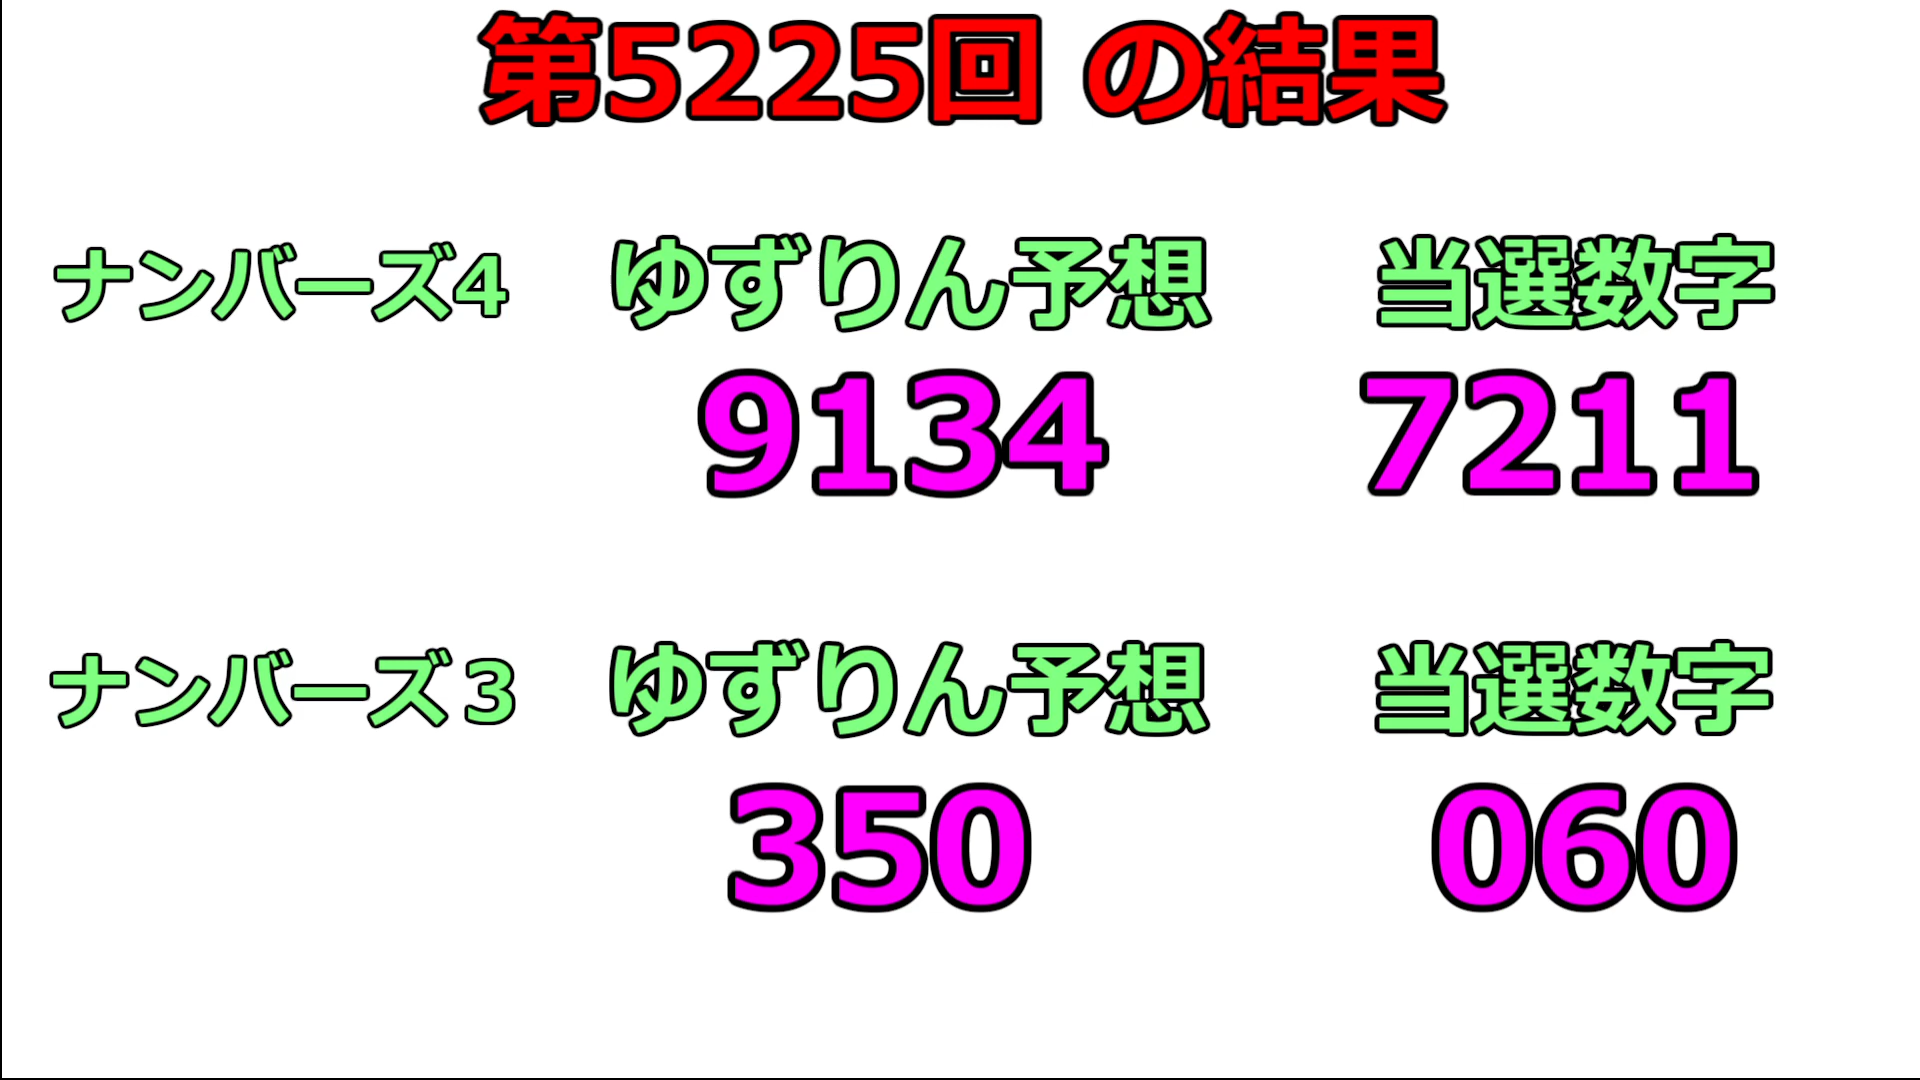 第5225回 の結果
ナンバーズ4 ゆずりん予想 当選数字
9134 7211
ナンバーズ３ ゆずりん予想 当選数字
350 060